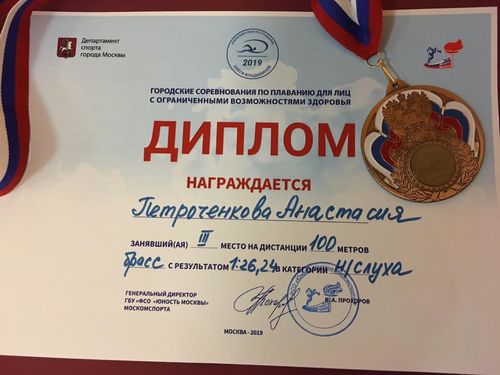 Департамент
спорта
города Москвы
2019
ГОРОДСКИЕ СОРЕВНОВАНИЯ ПО ПЛАВАНИЮ ДЛЯ ЛИЦ
С ОГРАНИЧЕННЫМИ ВОЗМОЖНОСТЯМИ ЗДОРОВЬЯ
ДИПЛОМ
НАГРАЖДАЕТСЯ
Петроченкова Анастасия
ЗАНЯВШИЙ(АЯ) III МЕСТО НА ДИСТАНЦИИ 100 МЕТРОВ
брасс С РЕЗУЛЬТАТОМ 1:26,24 В КАТЕГОРИИ н/слуха
ГЕНЕРАЛЬНЫЙ ДИРЕКТОР
ГБУ «ФСО «ЮНОСТЬ МОСКВЫ»
МОСКОМСПОРТА
В.А. ПРОХОРОВ
МОСКВА - 2019